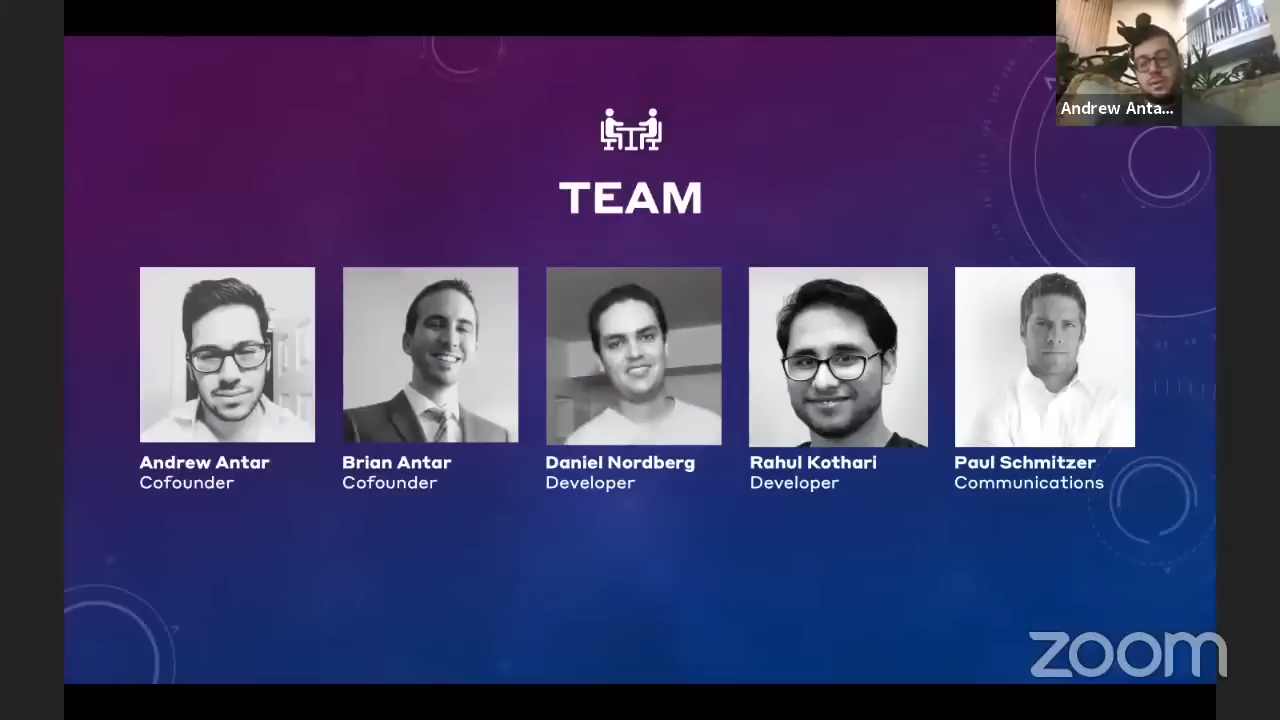 Andrew Anta...
TEAM
Andrew Antar
Cofounder
Brian Antar
Cofounder
Daniel Nordberg
Developer
Rahul Kothari
Developer
Paul Schmitzer
Communications
zoom